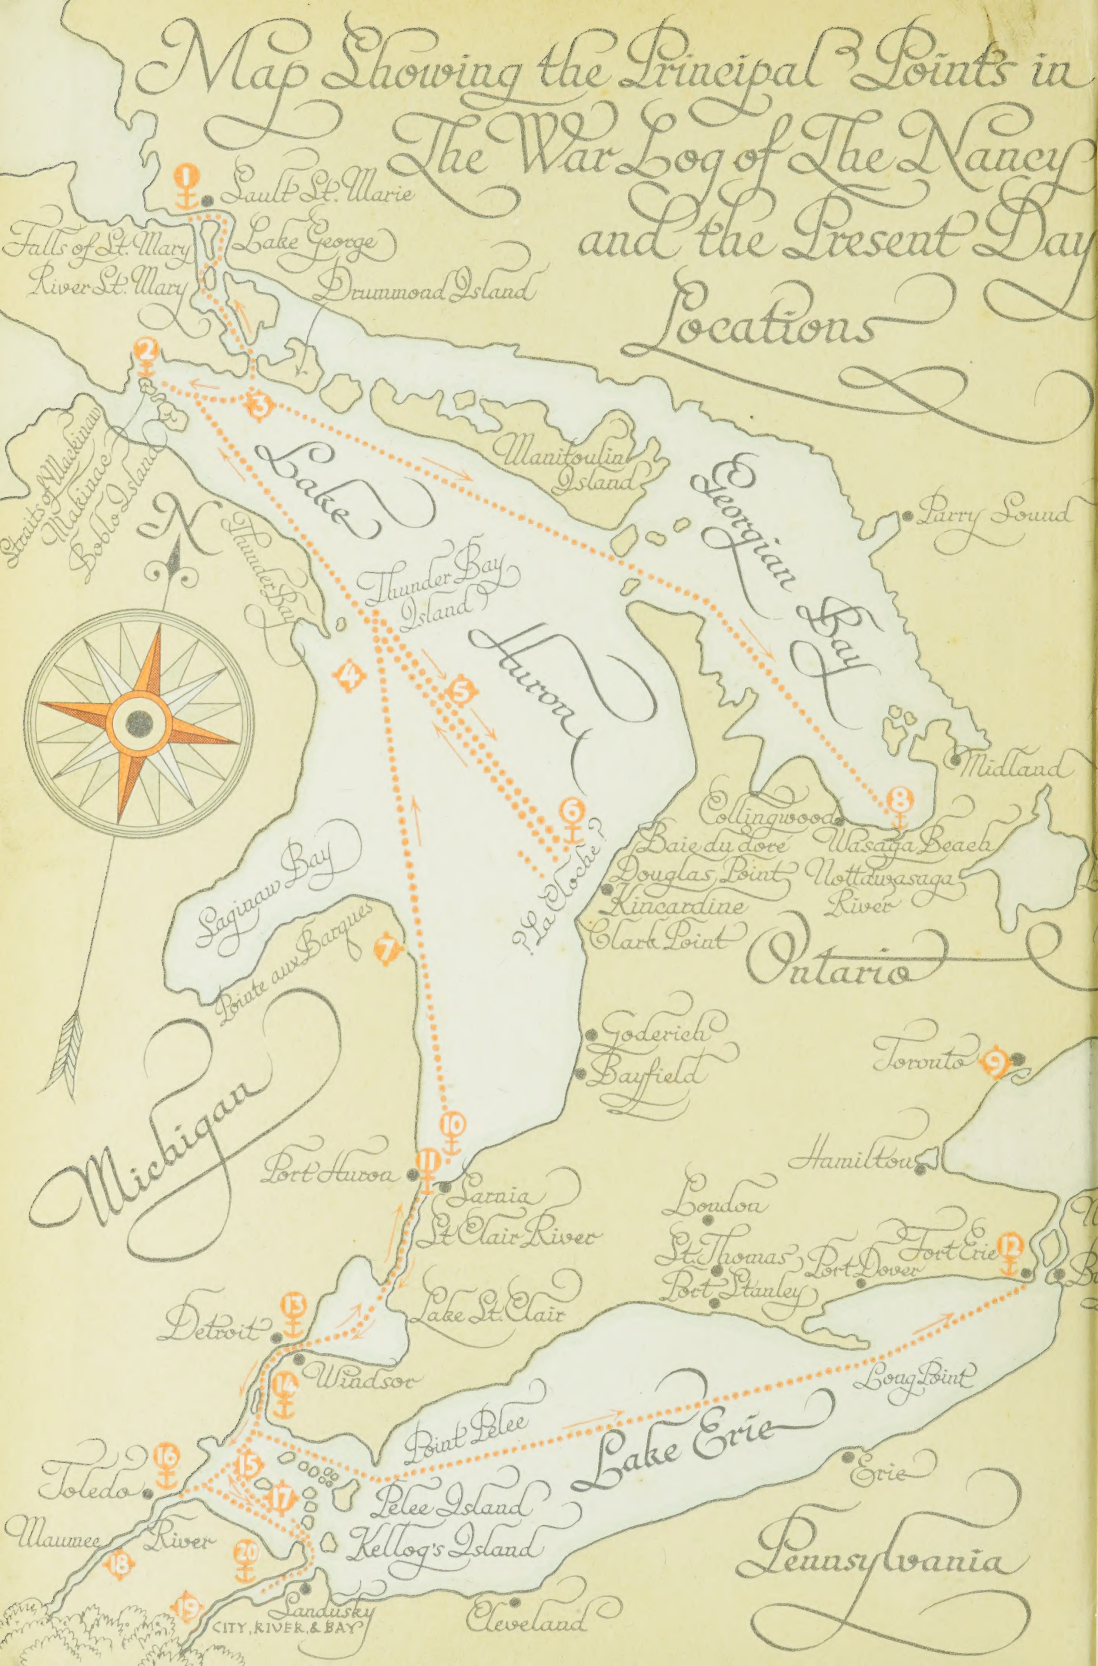 Map Showing the Principal Points in
The War Log of The Nancy
and the Present Day
Locations
1
Sault St. Marie
Falls of St. Mary
Lake George
River St. Mary
Drummond Island
2
3
Straits of Mackinaw
Makinac
Boblo Island
N
Lake
Huron
Manitoulin
Island
Georgian Bay
Parry Sound
Thunder Bay
Thunder Bay
Island
4
5
6
?La Cloche?
8
Midland
Collingwood
Wasaga Beach
Nottawasaga
River
Baie du dore
Douglas Point
Kincardine
Clark Point
Ontario
Saginaw Bay
Pointe aux Barques
7
Michigan
Goderich
Bayfield
Toronto
9
Hamilton
10
11
Port Huron
Sarnia
St Clair River
London
St. Thomas
Port Stanley
Port Dover
Fort Erie
12
Lake St. Clair
13
Detroit
Windsor
14
Long Point
Point Pelee
Lake Erie
Erie
15
16
Toledo
17
Pelee Island
Kellog's Island
Maumee River
18
19
20
Sandusky
CITY, RIVER, & BAY
Cleveland
Pennsylvania